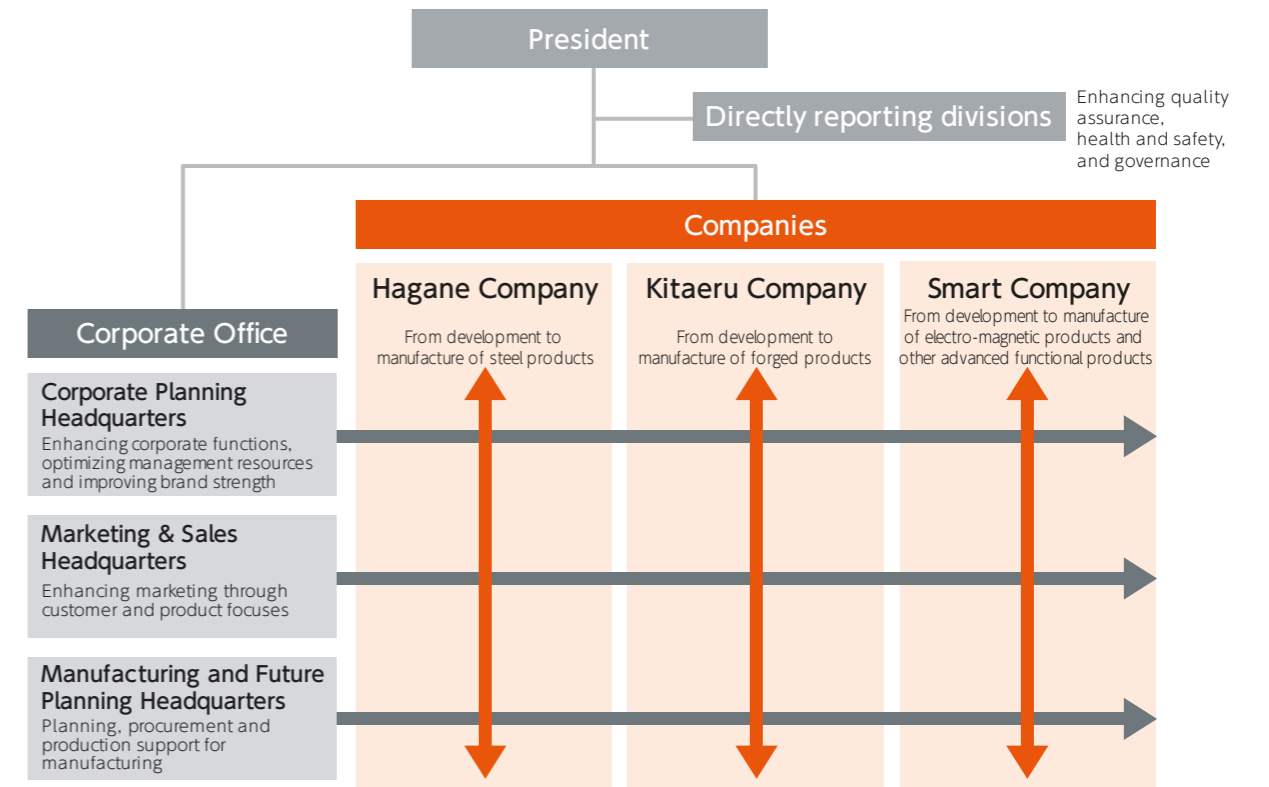 President
Directly reporting divisions
Enhancing quality
assurance,
health and safety,
and governance
Companies
Hagane Company
From development to
manufacture of steel products
Kitaeru Company
From development to
manufacture of forged products
Smart Company
From development to manufacture
of electro-magnetic products and
other advanced functional products
Corporate Office
Corporate Planning
Headquarters
Enhancing corporate functions,
optimizing management resources
and improving brand strength
Marketing & Sales
Headquarters
Enhancing marketing through
customer and product focuses
Manufacturing and Future
Planning Headquarters
Planning, procurement and
production support for
manufacturing